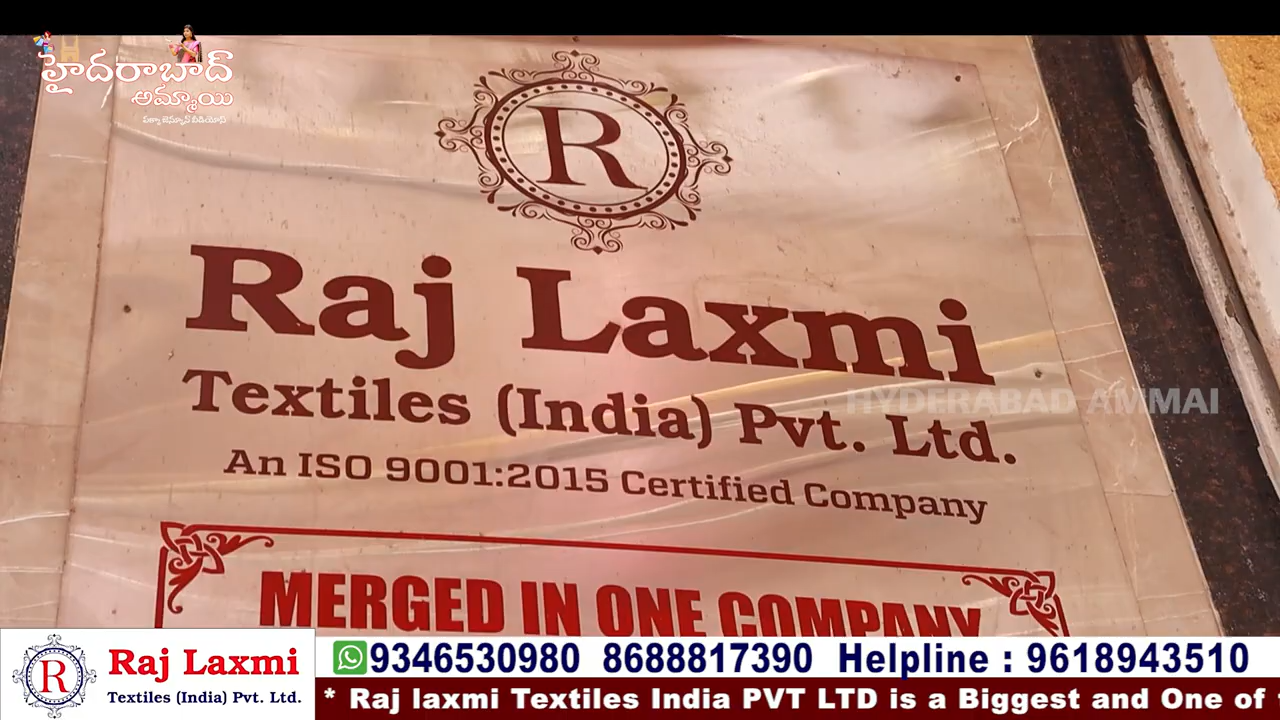 హైదరాబాద్
అమ్మాయి
R
Raj Laxmi
Textiles (India) Pvt. Ltd.
HYDERABAD AMMAI
An ISO 9001:2015 Certified Company
MERGED IN ONE COMPANY
R
Raj Laxmi
Textiles (India) Pvt. Ltd.
9346530980 8688817390 Helpline : 9618943510
* Raj laxmi Textiles India PVT LTD is a Biggest and One of